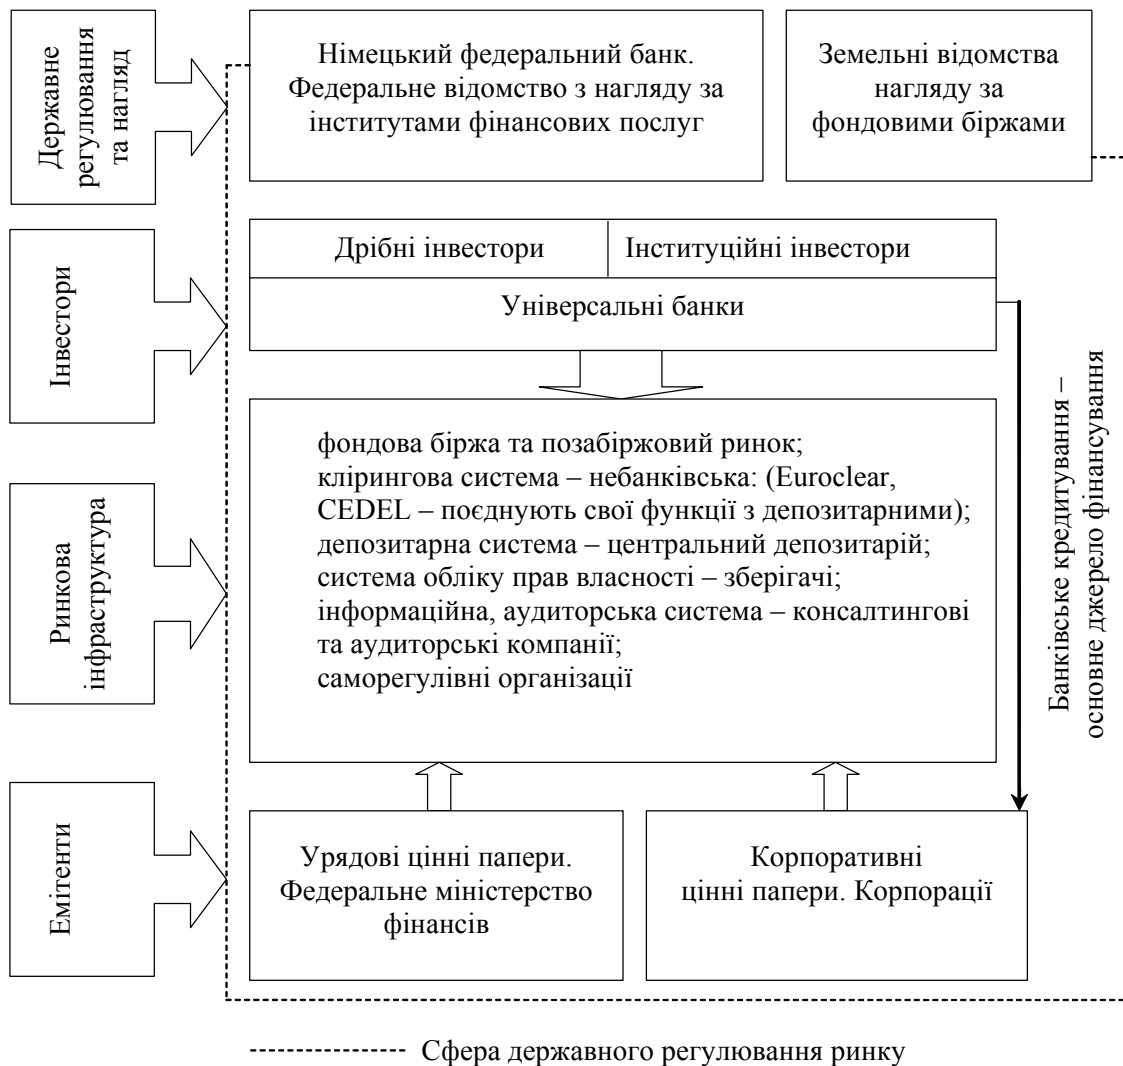 Державне
регулювання
та нагляд
Німецький федеральний банк.
Федеральне відомство з нагляду за
інститутами фінансових послуг
Земельні відомства
нагляду за
фондовими біржами
Інвестори
Дрібні інвестори
Інституційні інвестори
Універсальні банки
Ринкова
інфраструктура
фондова біржа та позабіржовий ринок;
клірингова система – небанківська: (Euroclear,
CEDEL – поєднують свої функції з депозитарними);
депозитарна система – центральний депозитарій;
система обліку прав власності – зберігачі;
інформаційна, аудиторська система – консалтингові
та аудиторські компанії;
саморегулівні організації
Банківське кредитування –
основне джерело фінансування
Емітенти
Урядові цінні папери.
Федеральне міністерство
фінансів
Корпоративні
цінні папери. Корпорації
Сфера державного регулювання ринку